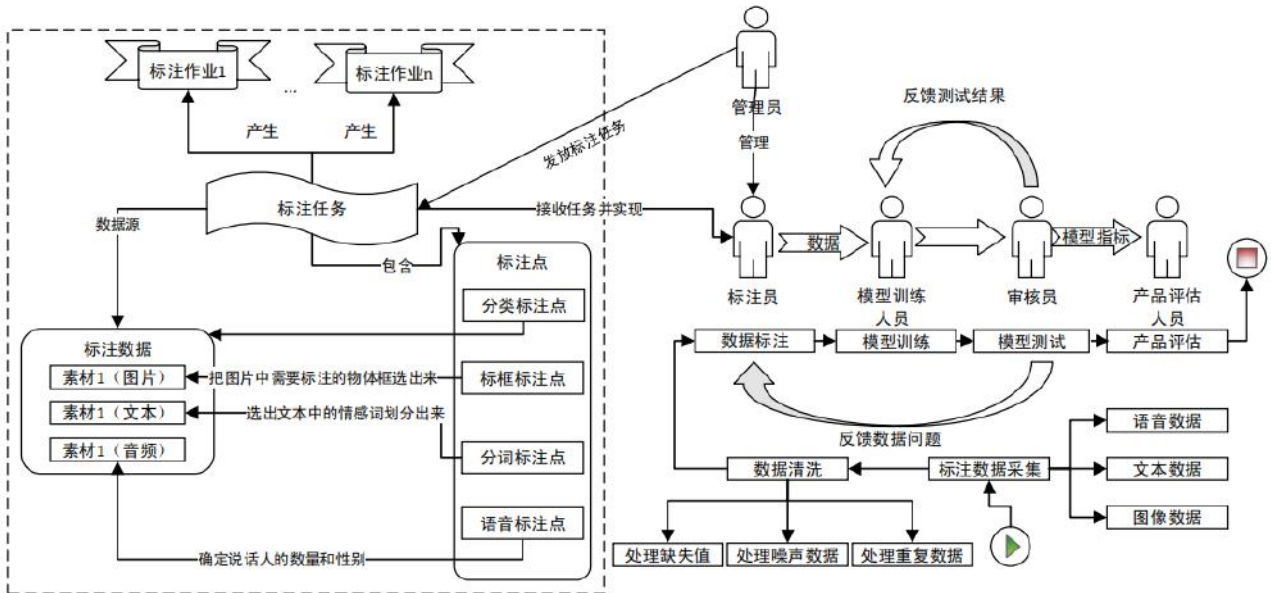 标注作业1
...
标注作业n
产生
产生
标注任务
数据源
包含
标注点
分类标注点
标框标注点
分词标注点
语音标注点
标注数据
素材1（图片）
素材1（文本）
素材1（音频）
把图片中需要标注的物体框选出来
选出文本中的情感词划分出来
确定说话人的数量和性别
发放标注任务
接收任务并实现
管理员
管理
反馈测试结果
标注员
数据
模型训练
人员
审核员
模型指标
产品评估
人员
数据标注
模型训练
模型测试
产品评估
反馈数据问题
数据清洗
标注数据采集
语音数据
文本数据
图像数据
处理缺失值
处理噪声数据
处理重复数据